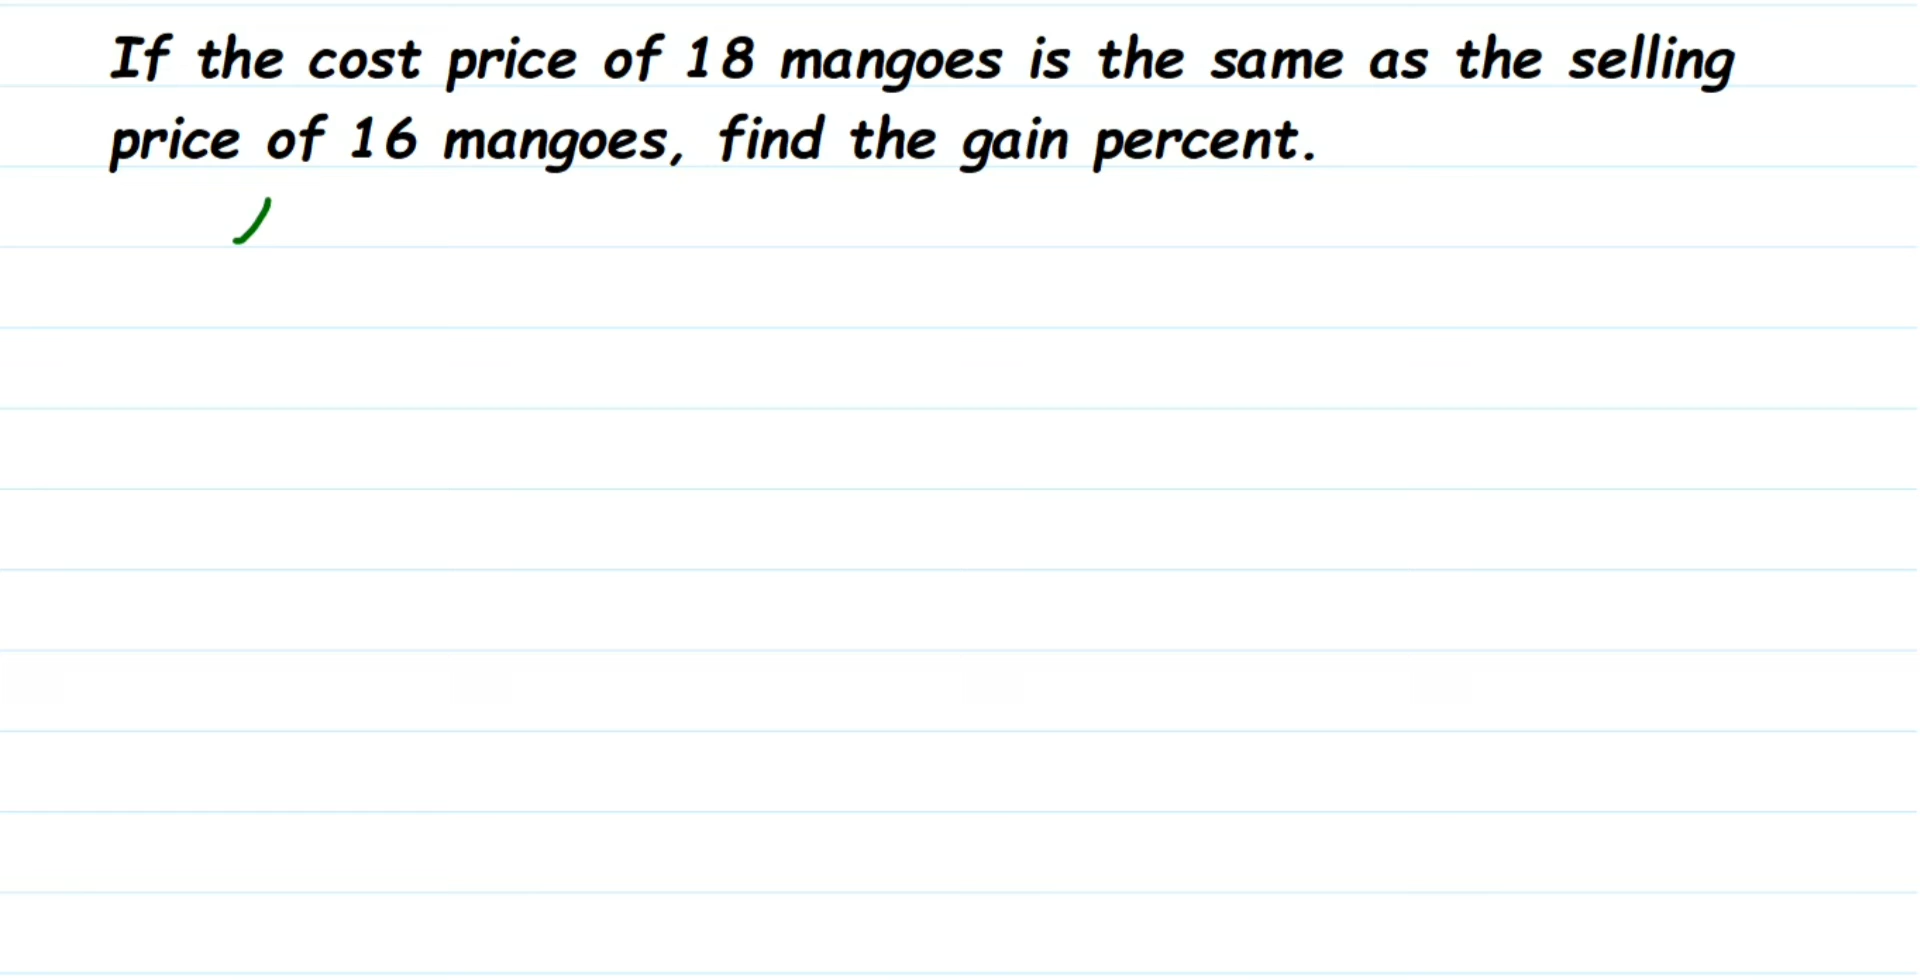 If the cost price of 18 mangoes is the same as the selling
price of 16 mangoes, find the gain percent.